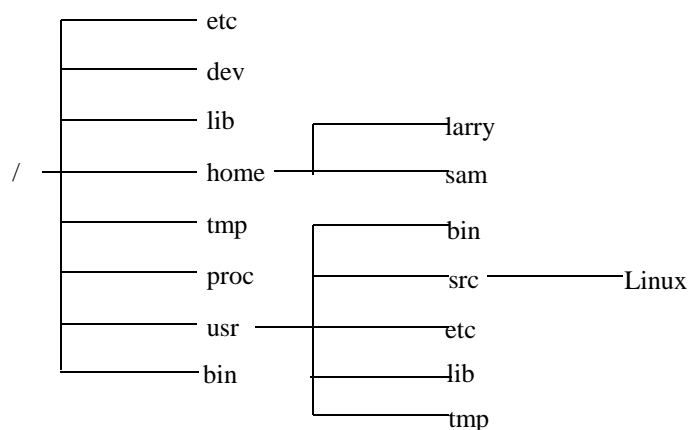 etc
dev
lib
larry
/ home sam
tmp bin
proc src Linux
usr etc
bin lib
tmp